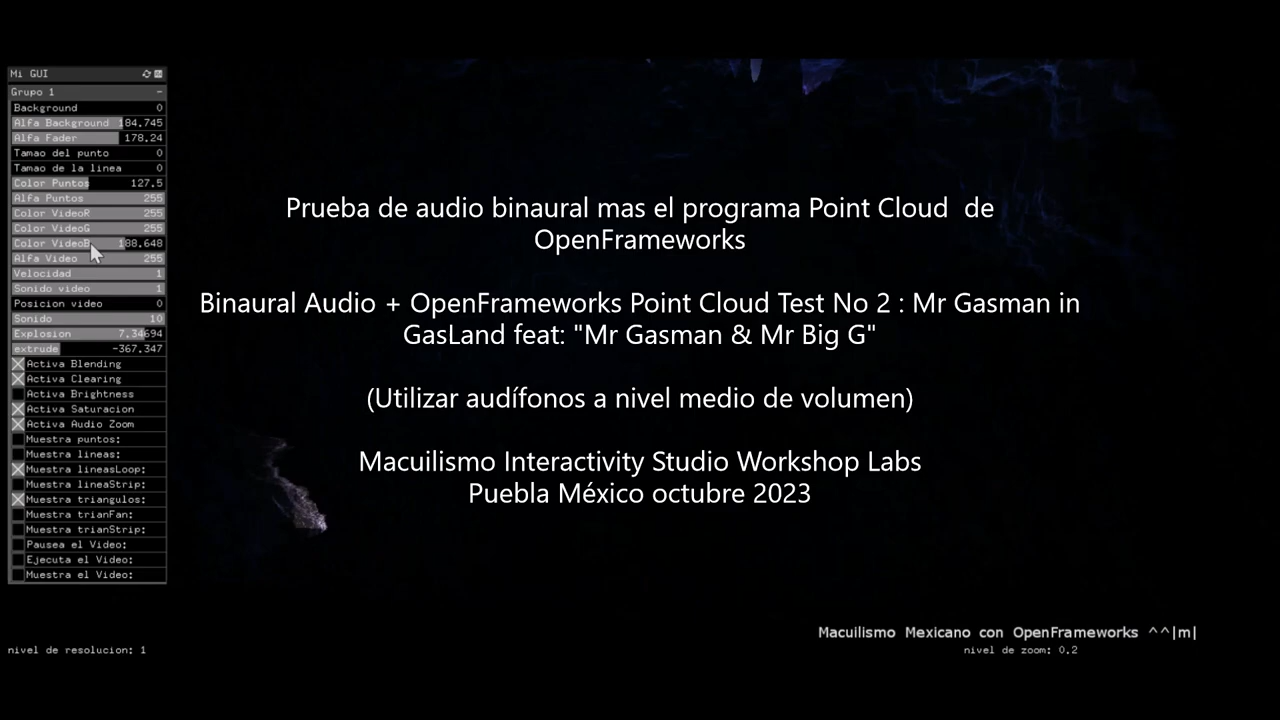 Mi GUI
Grupo 1 -
Background 0
Alfa Background 184.745
Alfa Fader 178.24
Tamao del punto 0
Tamao de la linea 0
Color Puntos 127.5
Alfa Puntos 255
Color VideoR 255
Color VideoG 255
Color VideoB 188.648
Alfa Video 255
Velocidad 1
Sonido video 1
Posicion video 0
Sonido 10
Explosion 7.34694
extrude -367.347
Activa Blending
Activa Clearing
Activa Brightness
Activa Saturacion
Activa Audio Zoom
Muestra puntos:
Muestra lineas:
Muestra lineasLoop:
Muestra lineaStrip:
Muestra triangulos:
Muestra trianFan:
Muestra trianStrip:
Pausea el Video:
Ejecuta el Video:
Muestra el Video:
Prueba de audio binaural mas el programa Point Cloud  de
OpenFrameworks
Binaural Audio + OpenFrameworks Point Cloud Test No 2 : Mr Gasman in
GasLand feat: "Mr Gasman & Mr Big G"
(Utilizar audífonos a nivel medio de volumen)
Macuilismo Interactivity Studio Workshop Labs
Puebla México octubre 2023
Macuilismo Mexicano con OpenFrameworks ^^|m|
nivel de resolucion: 1
nivel de zoom: 0.2